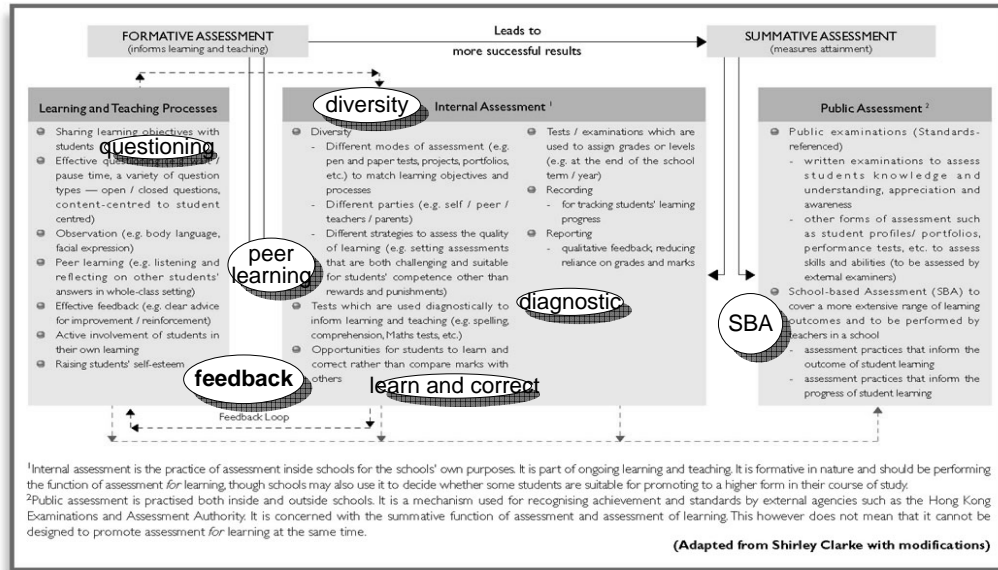 FORMATIVE ASSESSMENT
(informs learning and teaching)
Leads to
more successful results
SUMMATIVE ASSESSMENT
(measures attainment)
Learning and Teaching Processes
Sharing learning objectives with
students
questioning
Effective
pause time, a variety of question
types — open / closed questions,
content-centred to student
centred)
Observation (e.g. body language,
facial expression)
Peer learning (e.g. listening and
reflecting on other students'
answers in whole-class setting)
Effective feedback (e.g. clear advice
for improvement / reinforcement)
Active involvement of students in
their own learning
Raising students' self-esteem
peer
learning
feedback
Feedback Loop
Internal Assessment 1
diversity
Diversity
- Different modes of assessment (e.g.
pen and paper tests, projects, portfolios,
etc.) to match learning objectives and
processes
- Different parties (e.g. self / peer /
teachers / parents)
- Different strategies to assess the quality
of learning (e.g. setting assessments
that are both challenging and suitable
for students' competence other than
rewards and punishments)
Tests which are used diagnostically to
inform learning and teaching (e.g. spelling,
comprehension, Maths tests, etc.)
Opportunities for students to learn and
correct rather than compare marks with
others
learn and correct
Tests / examinations which are used
to assign grades or levels
(e.g. at the end of the school
term / year)
Recording
- for tracking students' learning
progress
Reporting
- qualitative feedback, reducing
reliance on grades and marks
diagnostic
Public Assessment 2
Public examinations (Standards-
referenced)
- written examinations to assess
students knowledge and
understanding, appreciation and
awareness
- other forms of assessment such
as student profiles/ portfolios,
performance tests, etc. to assess
skills and abilities (to be assessed by
external examiners)
SBA
School-based Assessment (SBA) to
cover a more extensive range of learning
outcomes and to be performed by
teachers in a school
- assessment practices that inform the
outcome of student learning
- assessment practices that inform the
progress of student learning
1Internal assessment is the practice of assessment inside schools for the schools' own purposes. It is part of ongoing learning and teaching. It is formative in nature and should be performing
the function of assessment for learning, though schools may also use it to decide whether some students are suitable for promoting to a higher form in their course of study.
2Public assessment is practised both inside and outside schools. It is a mechanism used for recognising achievement and standards by external agencies such as the Hong Kong
Examinations and Assessment Authority. It is concerned with the summative function of assessment and assessment of learning. This however does not mean that it cannot be
designed to promote assessment for learning at the same time.
(Adapted from Shirley Clarke with modifications)